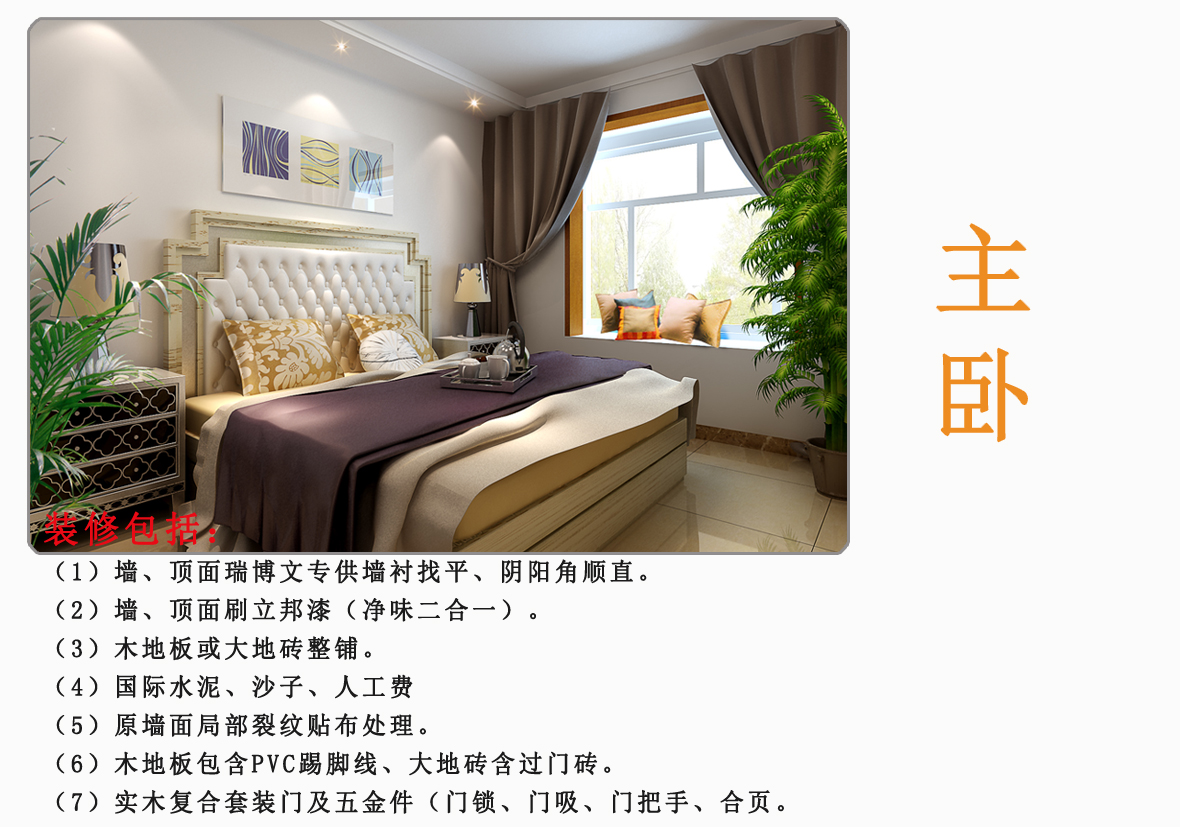 主卧
装修包括：
（1）墙、顶面瑞博文专供墙衬找平、阴阳角顺直。
（2）墙、顶面刷立邦漆（净味二合一）。
（3）木地板或大地砖整铺。
（4）国际水泥、沙子、人工费
（5）原墙面局部裂纹贴布处理。
（6）木地板包含PVC踢脚线、大地砖含过门砖。
（7）实木复合套装门及五金件（门锁、门吸、门把手、合页。